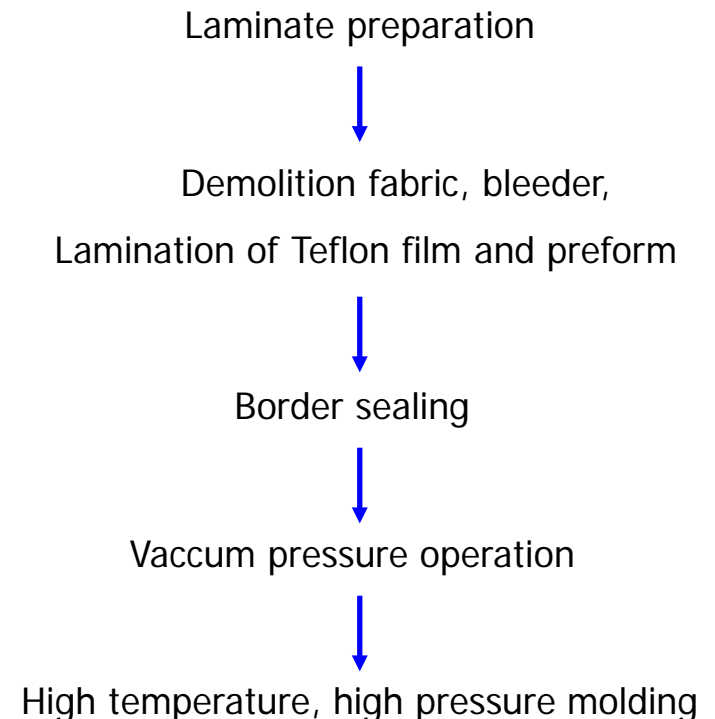 Laminate preparation
Demolition fabric, bleeder,
Lamination of Teflon film and preform
Border sealing
Vaccum pressure operation
High temperature, high pressure molding